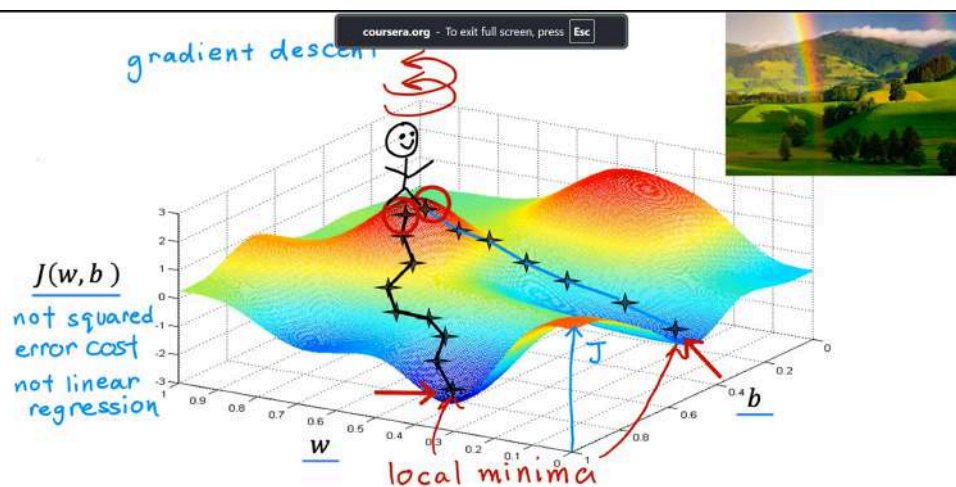 coursera.org - To exit full screen, press Esc
gradient descent
3
2
1
0
-1
-2
-3
J(w, b)
not squared
error cost
not linear
regression
1
0.9
0.8
0.7
0.6
0.5
0.4
0.3
0.2
0.1
0
w
1
0.8
0.6
0.4
0.2
0
b
J
local minima